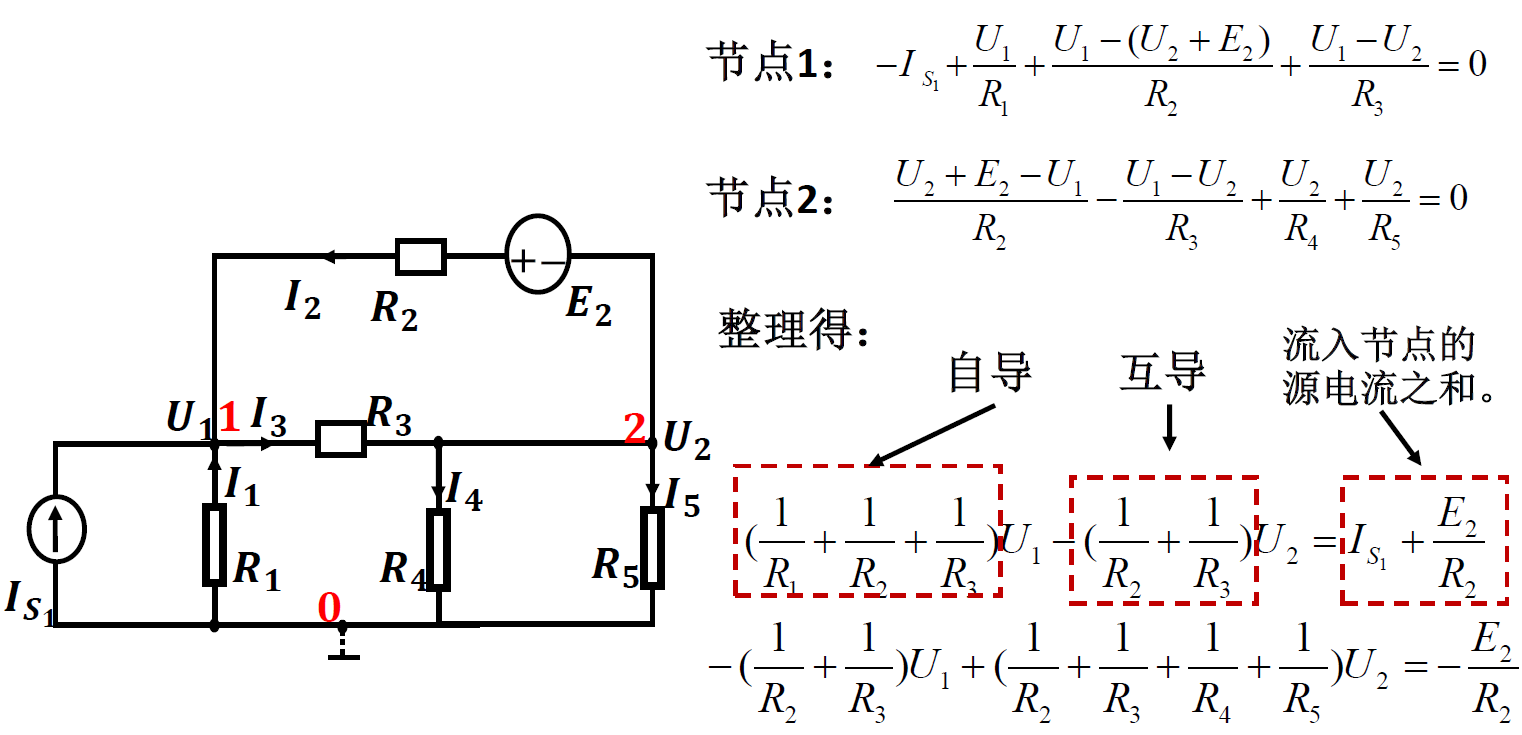 节点1： −I_{S_1} + \frac{U_1}{R_1} + \frac{U_1 − (U_2 + E_2)}{R_2} + \frac{U_1 − U_2}{R_3} = 0
节点2： \frac{U_2 + E_2 − U_1}{R_2} − \frac{U_1 − U_2}{R_3} + \frac{U_2}{R_4} + \frac{U_2}{R_5} = 0
整理得：
自导
互导
流入节点的
源电流之和。
(\frac{1}{R_1} + \frac{1}{R_2} + \frac{1}{R_3})U_1 − (\frac{1}{R_2} + \frac{1}{R_3})U_2 = I_{S_1} + \frac{E_2}{R_2}
−(\frac{1}{R_2} + \frac{1}{R_3})U_1 + (\frac{1}{R_2} + \frac{1}{R_3} + \frac{1}{R_4} + \frac{1}{R_5})U_2 = −\frac{E_2}{R_2}
+ −
I_2 R_2 E_2
U_1 1 I_3 R_3 2 U_2
I_1 I_4 I_5
R_1 R_4 R_5
I_{S_1} 0